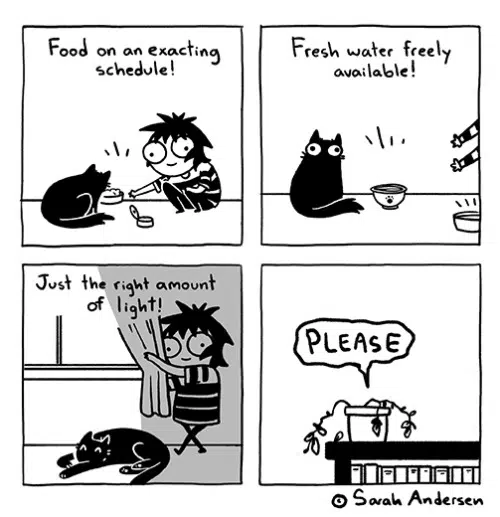 Food on an exacting
schedule!
Fresh water freely
available!
Just the right amount
of light!
PLEASE
© Sarah Andersen